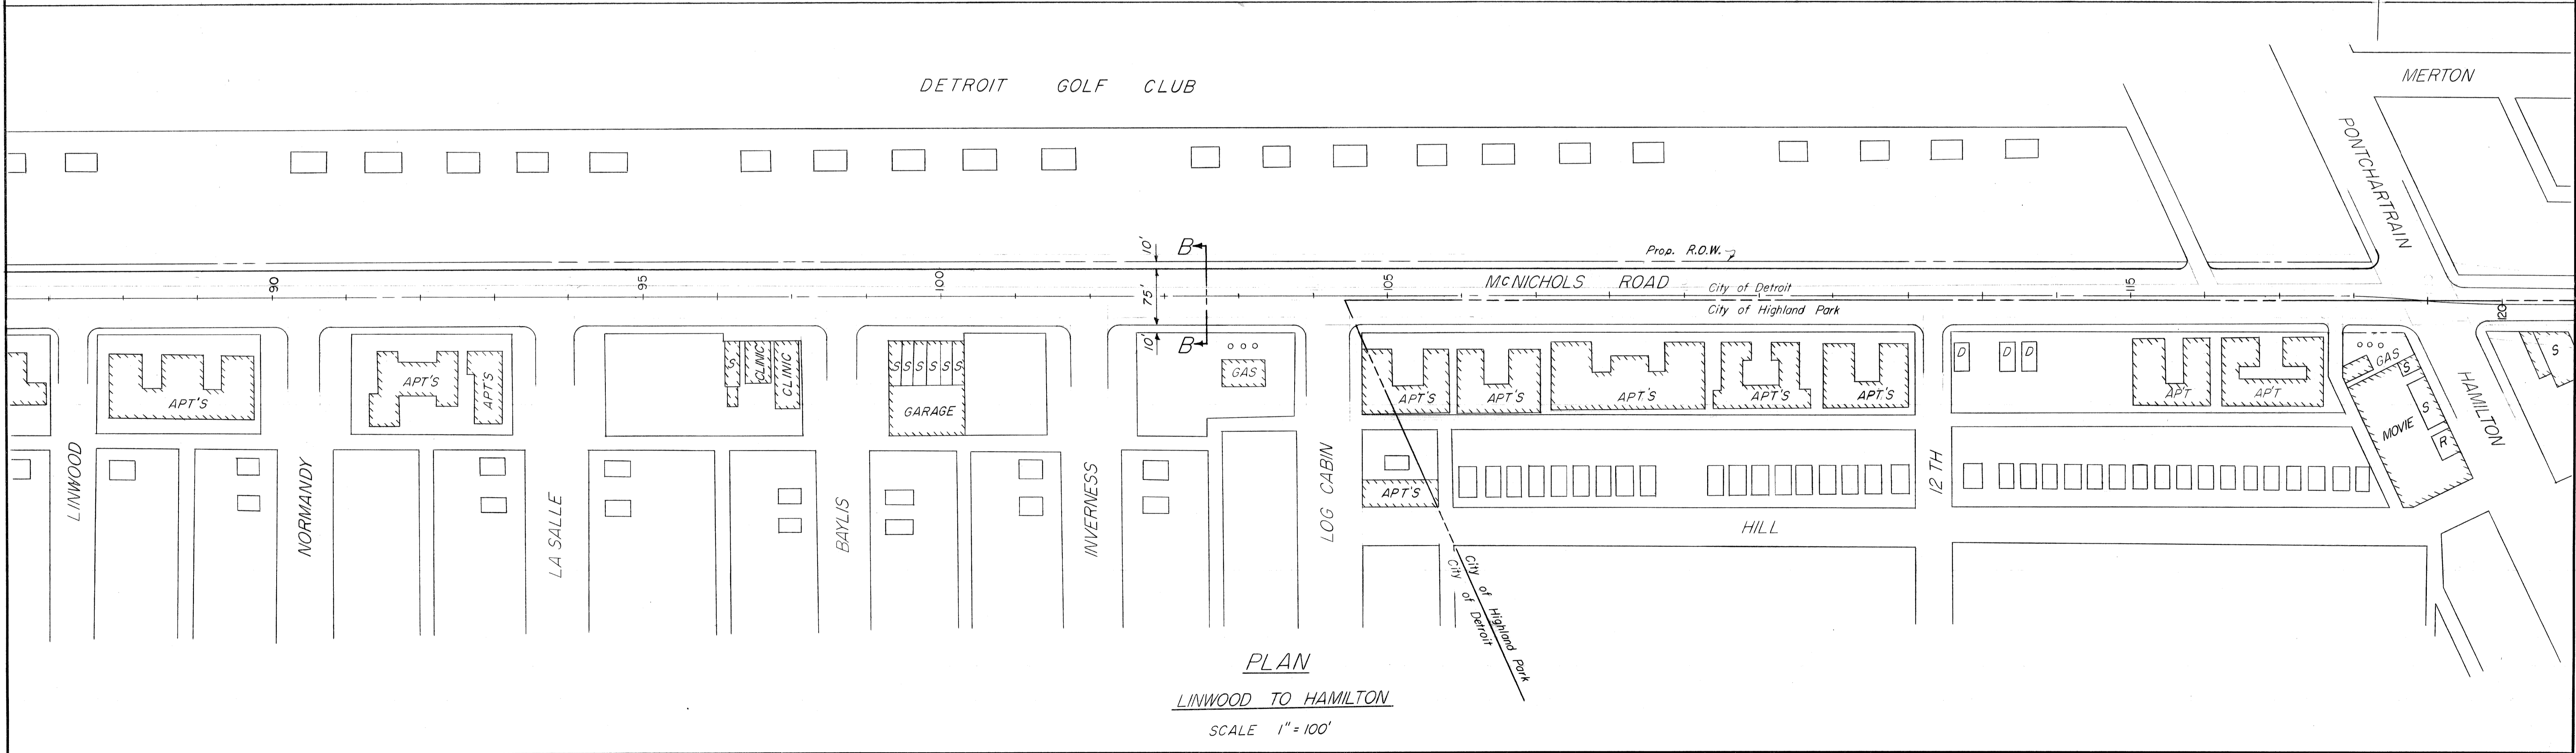 DETROIT GOLF CLUB
MERTON
PONTCHARTRAIN
10'
B
Prop. R.O.W.
90
95
100
75'
105
McNICHOLS ROAD
City of Detroit
115
City of Highland Park
120
10'
B
APT'S
APT'S
APT'S
S
CLINIC
CLINIC
S S S S S S
GARAGE
GAS
APT'S
APT'S
APT'S
APT'S
APT'S
D
D
D
APT
APT
GAS
S
S
MOVIE
S
R
HAMILTON
LINWOOD
NORMANDY
LA SALLE
BAYLIS
INVERNESS
LOG CABIN
APT'S
12 TH
HILL
City of Highland Park
City of Detroit
PLAN
LINWOOD TO HAMILTON
SCALE 1" = 100'